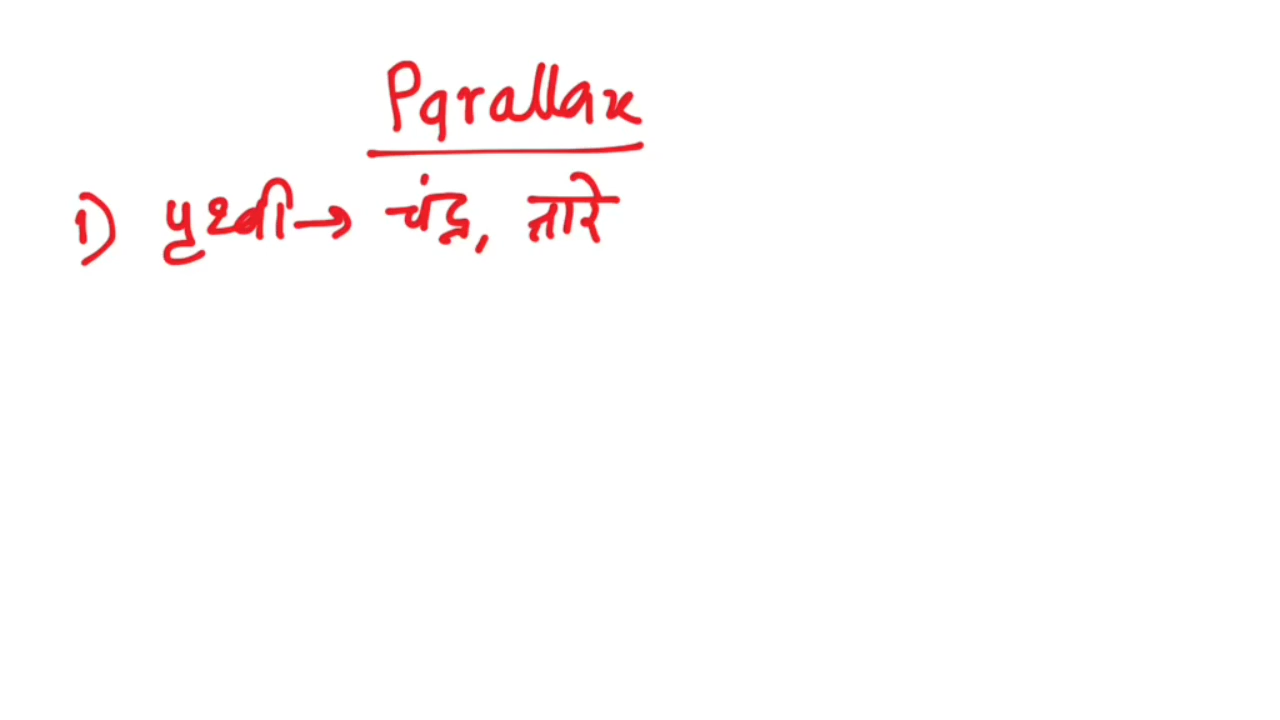 Parallax
1) पृथ्वी → चंद्र, तारे